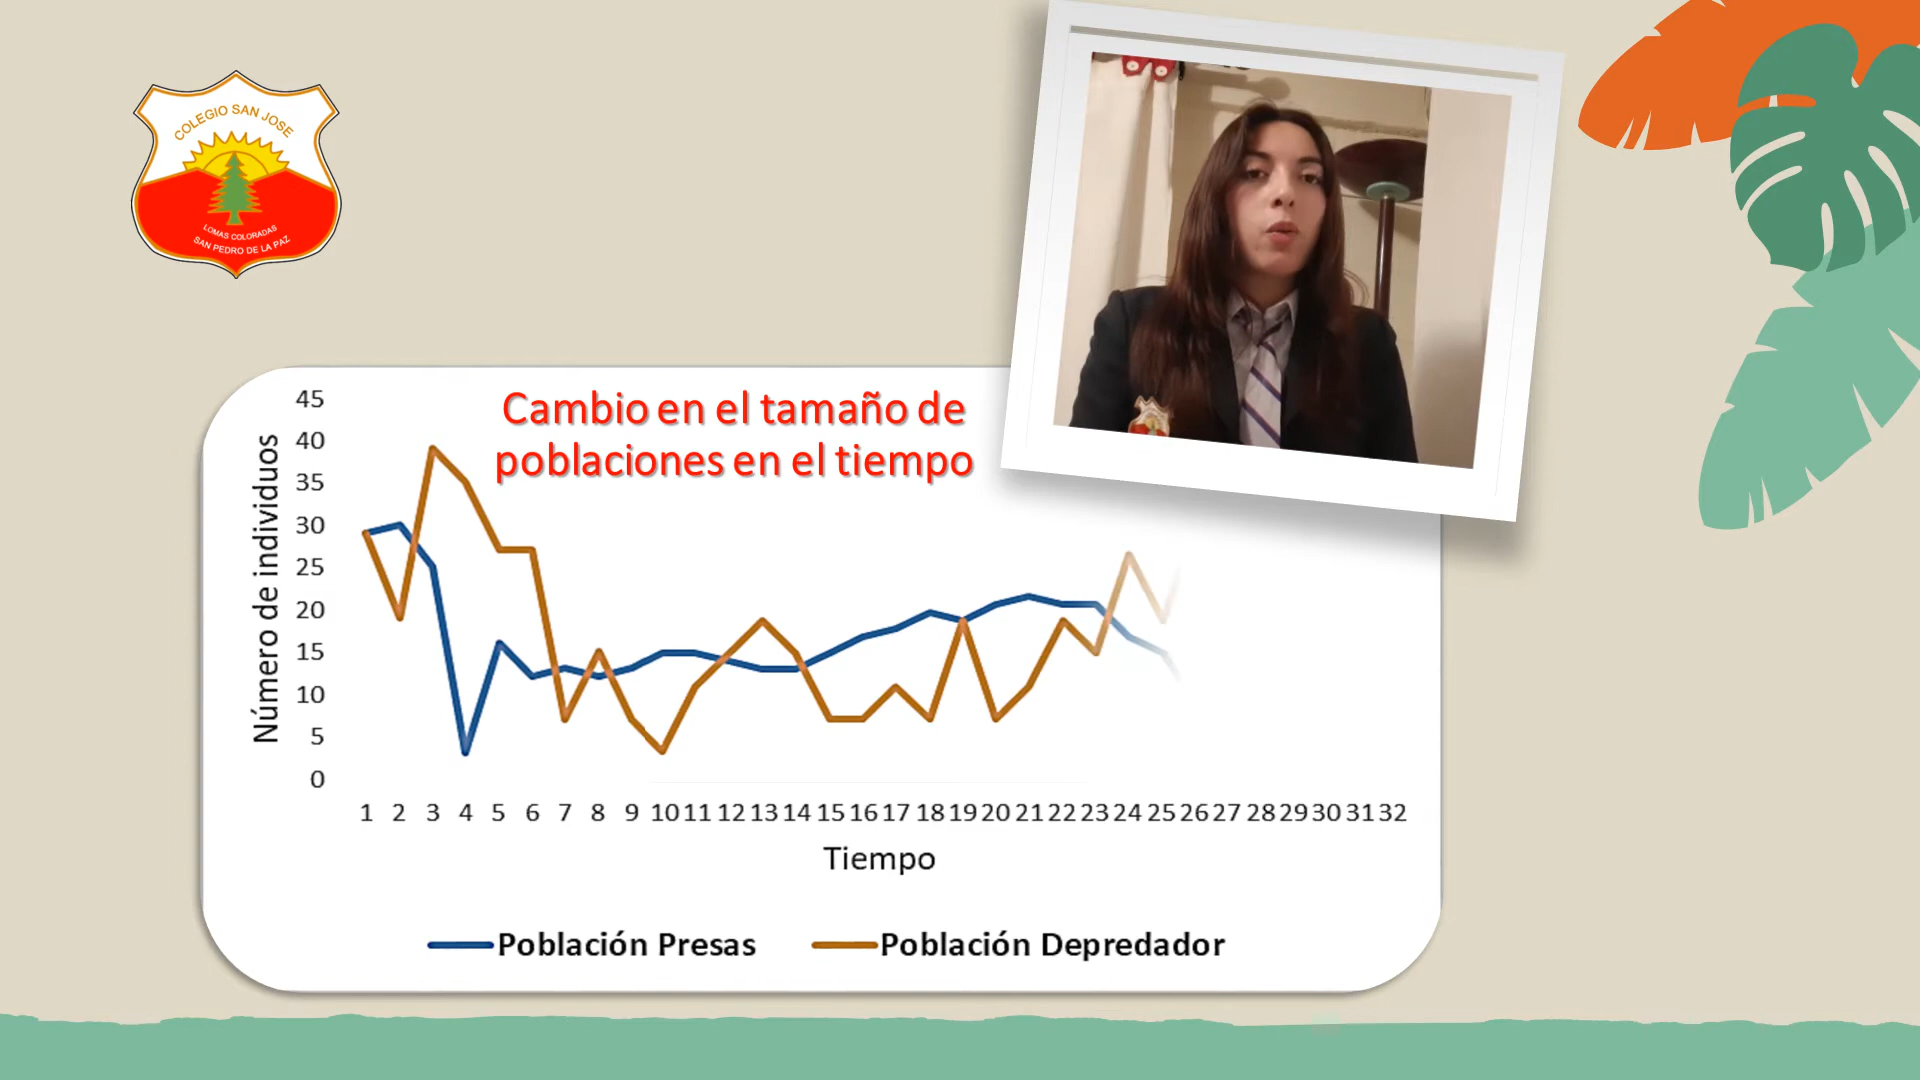 COLEGIO SAN JOSE
LOMAS COLORADAS
SAN PEDRO DE LA PAZ
Cambio en el tamaño de
poblaciones en el tiempo
Número de individuos
45
40
35
30
25
20
15
10
5
0
1 2 3 4 5 6 7 8 9 10 11 12 13 14 15 16 17 18 19 20 21 22 23 24 25 26 27 28 29 30 31 32
Tiempo
Población Presas Población Depredador